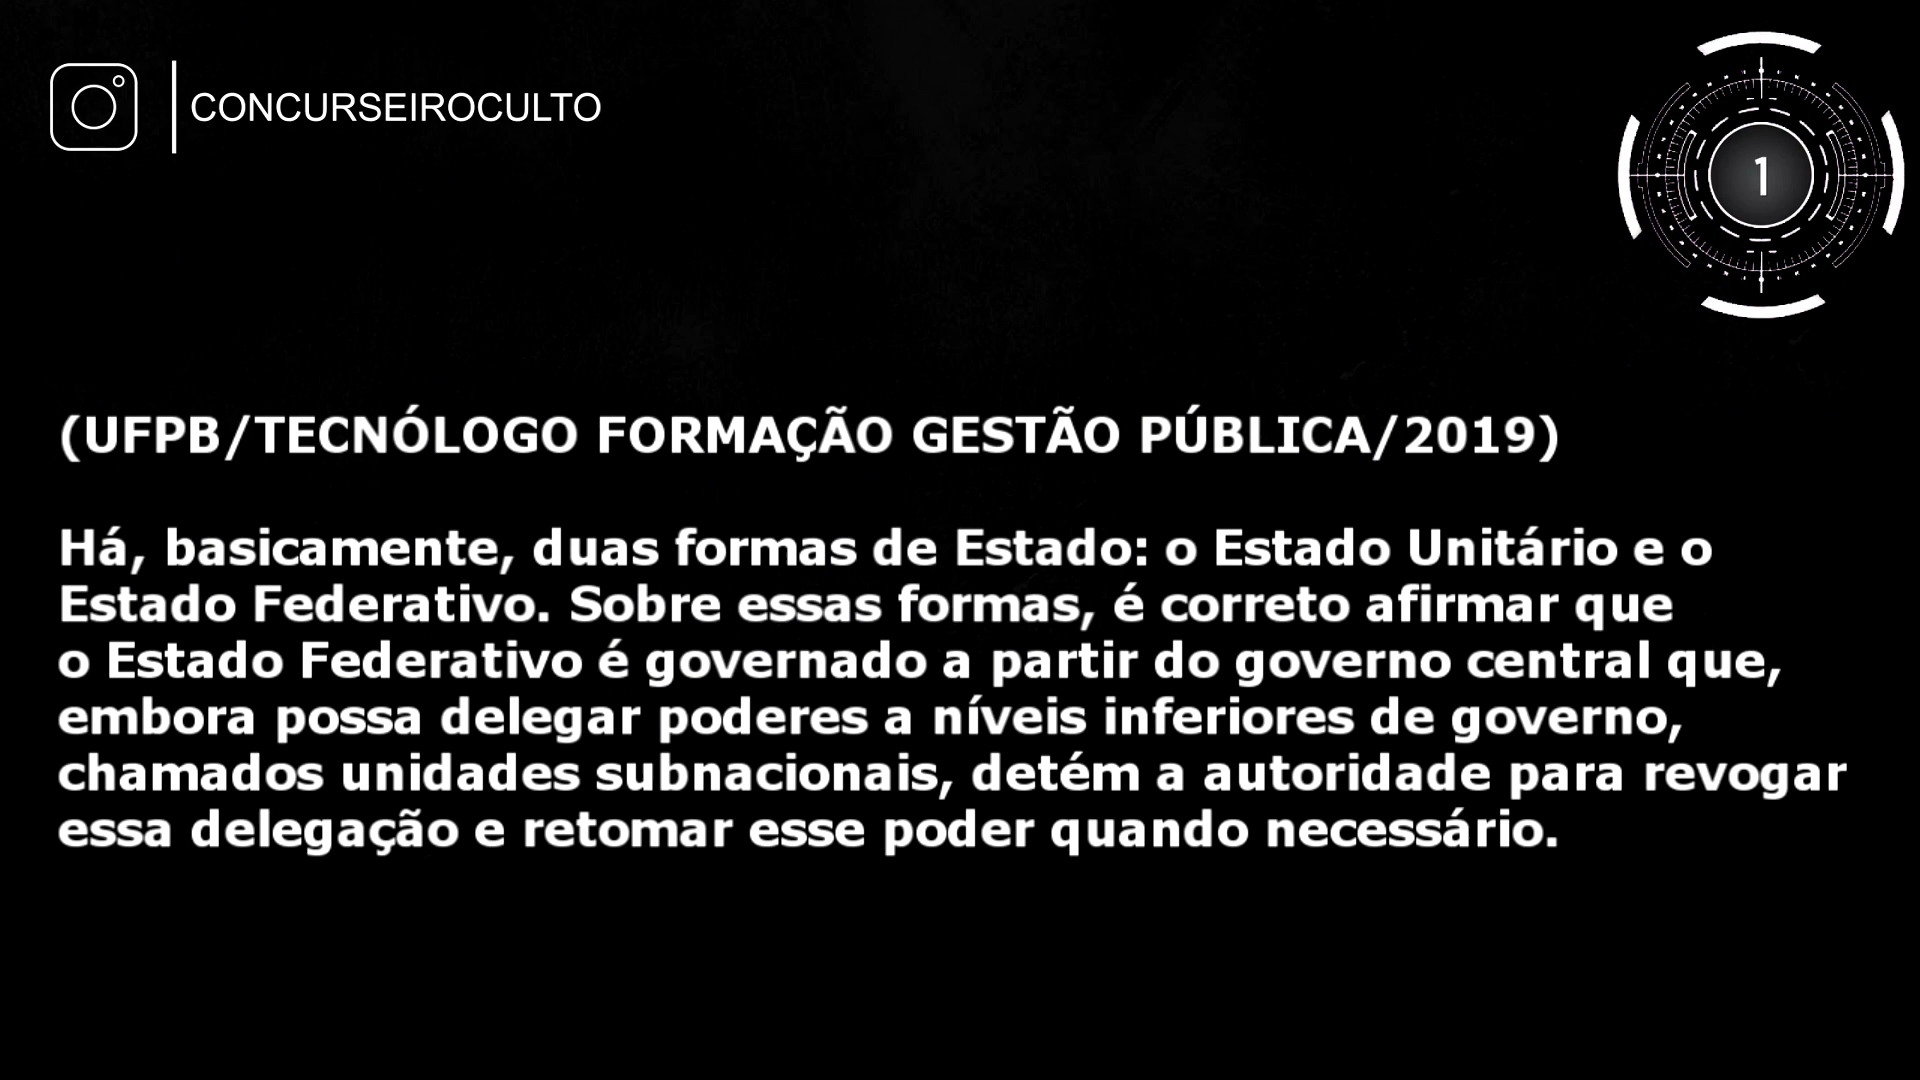 CONCURSEIROCULTO
1
(UFPB/TECNÓLOGO FORMAÇÃO GESTÃO PÚBLICA/2019)
Há, basicamente, duas formas de Estado: o Estado Unitário e o
Estado Federativo. Sobre essas formas, é correto afirmar que
o Estado Federativo é governado a partir do governo central que,
embora possa delegar poderes a níveis inferiores de governo,
chamados unidades subnacionais, detém a autoridade para revogar
essa delegação e retomar esse poder quando necessário.